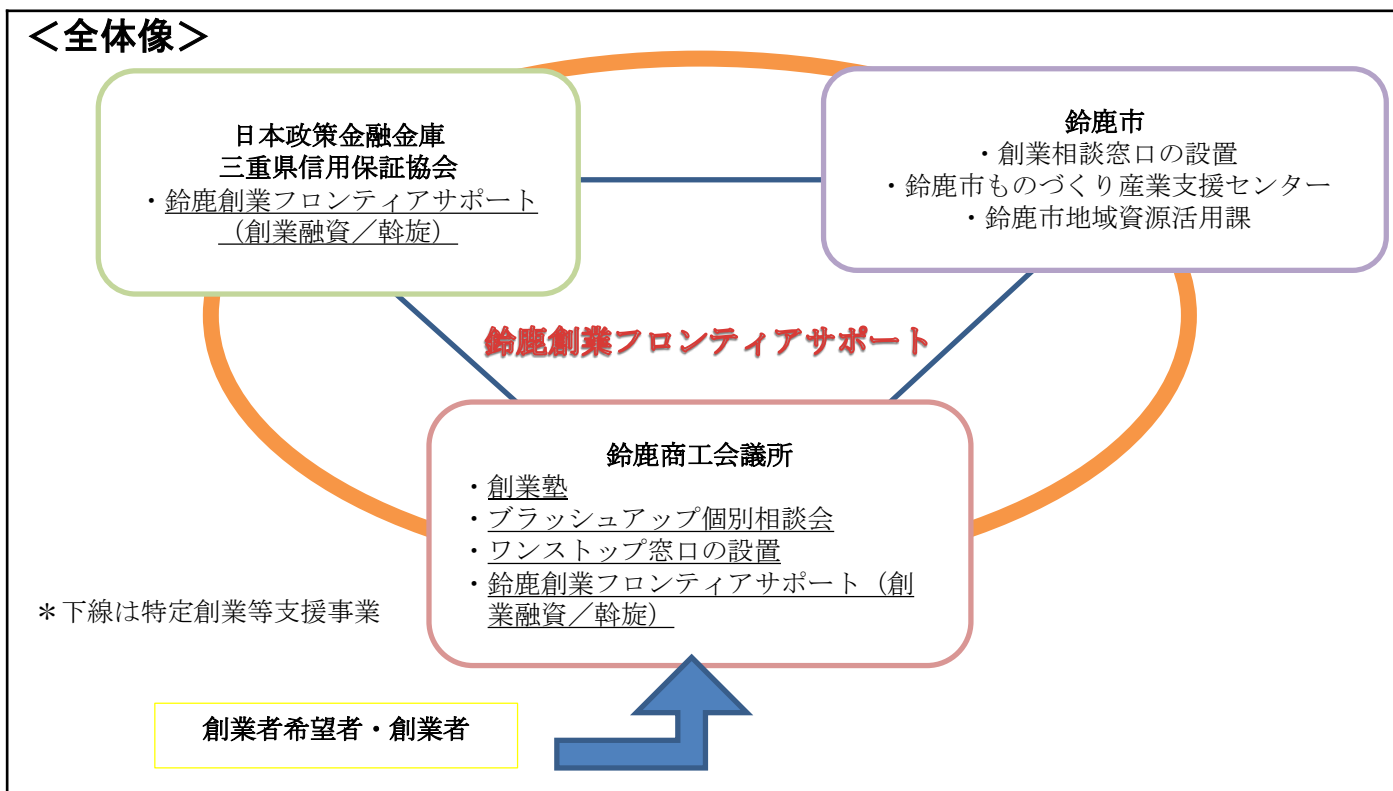 ＜全体像＞
日本政策金融金庫
三重県信用保証協会
・鈴鹿創業フロンティアサポート
（創業融資／斡旋）
鈴鹿市
・創業相談窓口の設置
・鈴鹿市ものづくり産業支援センター
・鈴鹿市地域資源活用課
鈴鹿創業フロンティアサポート
鈴鹿商工会議所
・創業塾
・ブラッシュアップ個別相談会
・ワンストップ窓口の設置
・鈴鹿創業フロンティアサポート（創
業融資／斡旋）
＊下線は特定創業等支援事業
創業者希望者・創業者